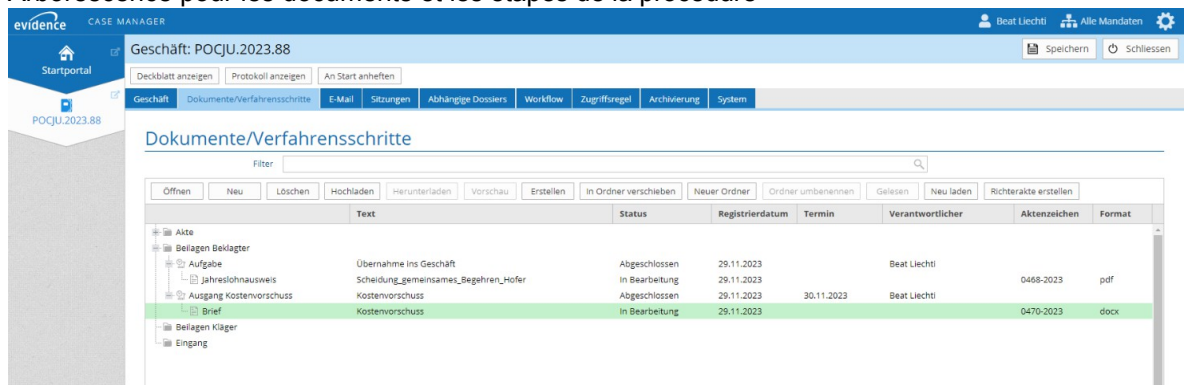 Arborescence pour les documents et les étapes de la procédure
evidence CASE MANAGER Beat Liechti Alle Mandaten
Startportal
POCJU.2023.88
Geschäft: POCJU.2023.88 Speichern Schliessen
Deckblatt anzeigen Protokoll anzeigen An Start anheften
Geschäft Dokumente/Verfahrensschritte E-Mail Sitzungen Abhängige Dossiers Workflow Zugriffsregel Archivierung System
Dokumente/Verfahrensschritte
Filter
Öffnen Neu Löschen Hochladen Herunterladen Vorschau Erstellen In Ordner verschieben Neuer Ordner Ordner umbenennen Gelesen Neu laden Richterakte erstellen
Text Status Registrierdatum Termin Verantwortlicher Aktenzeichen Format
Akte
Beilagen Beklagter
Aufgabe Übernahme ins Geschäft Abgeschlossen 29.11.2023 Beat Liechti
Jahreslohnausweis Scheidung_gemeinsames_Begehren_Hofer In Bearbeitung 29.11.2023 0468-2023 pdf
Ausgang Kostenvorschuss Kostenvorschuss Abgeschlossen 29.11.2023 30.11.2023 Beat Liechti
Brief Kostenvorschuss In Bearbeitung 29.11.2023 0470-2023 docx
Beilagen Kläger
Eingang